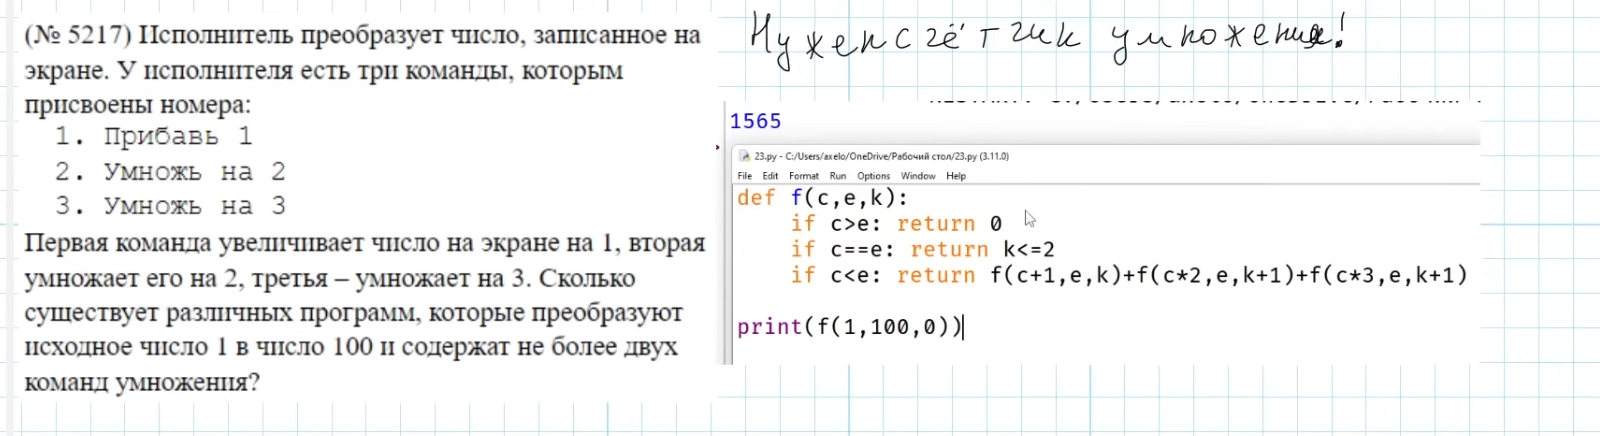 (№ 5217) Исполнитель преобразует число, записанное на
экране. У исполнителя есть три команды, которым
присвоены номера:
1. Прибавь 1
2. Умножь на 2
3. Умножь на 3
Первая команда увеличивает число на экране на 1, вторая
умножает его на 2, третья – умножает на 3. Сколько
существует различных программ, которые преобразуют
исходное число 1 в число 100 и содержат не более двух
команд умножения?
Нужен счётчик умножения!
1565
23.py - C:/Users/axelo/OneDrive/Рабочий стол/23.py (3.11.0)
File Edit Format Run Options Window Help
def f(c,e,k):
    if c>e: return 0
    if c==e: return k<=2
    if c<e: return f(c+1,e,k)+f(c*2,e,k+1)+f(c*3,e,k+1)
print(f(1,100,0))